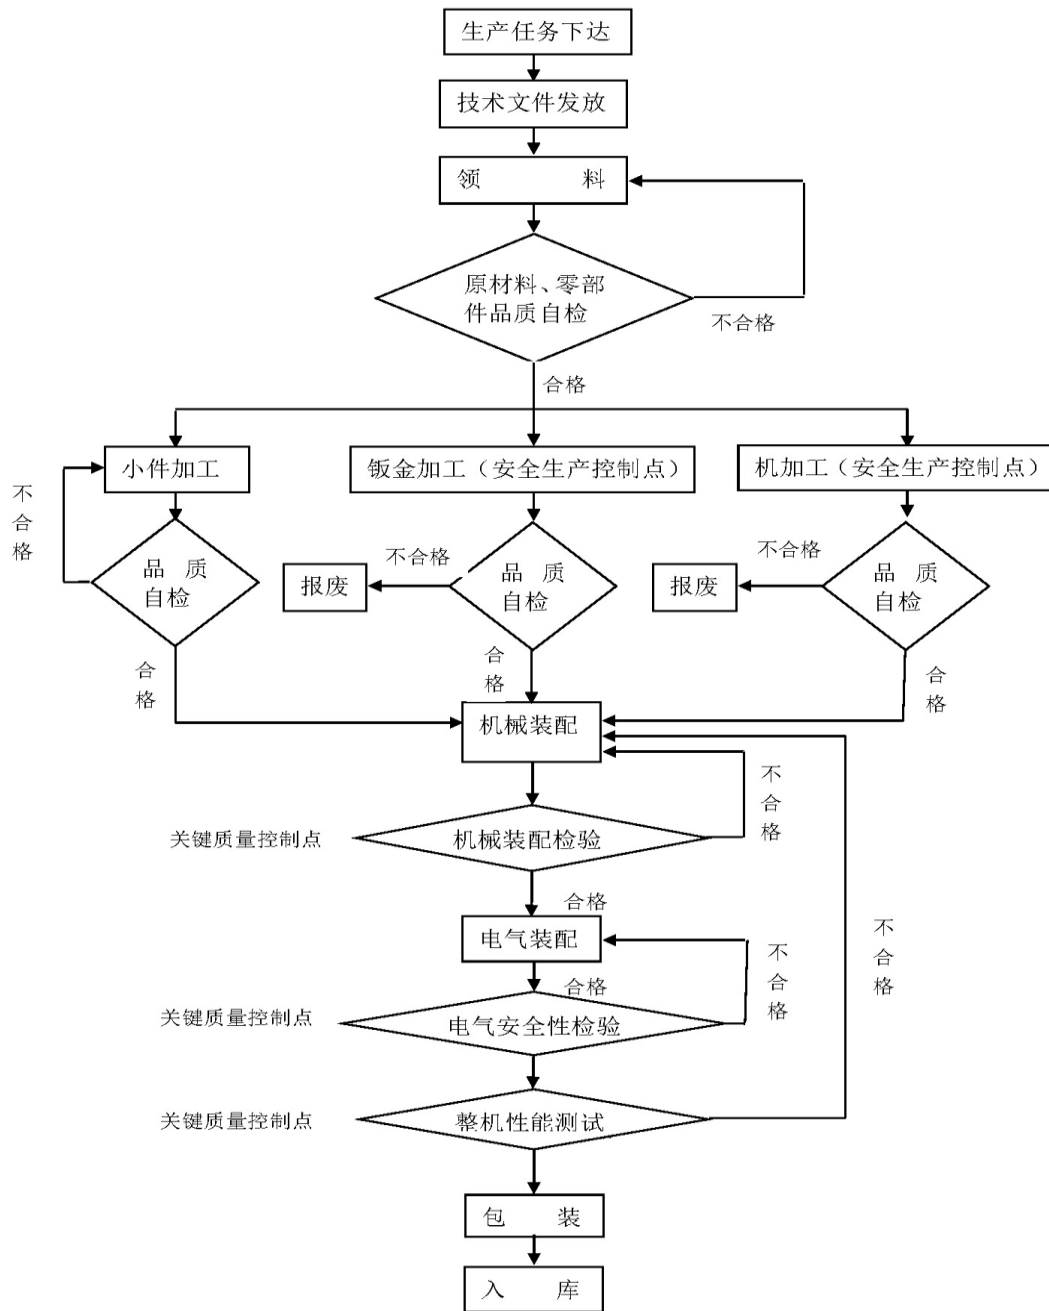 生产任务下达
技术文件发放
领 料
原材料、零部
件品质自检
不合格
合格
小件加工
钣金加工（安全生产控制点）
机加工（安全生产控制点）
不合格
品 质
自检
报废
不合格
品 质
自检
报废
不合格
品 质
自检
合格
合格
合格
机械装配
不合格
关键质量控制点
机械装配检验
合格
电气装配
不合格
不合格
合格
关键质量控制点
电气安全性检验
关键质量控制点
整机性能测试
包 装
入 库